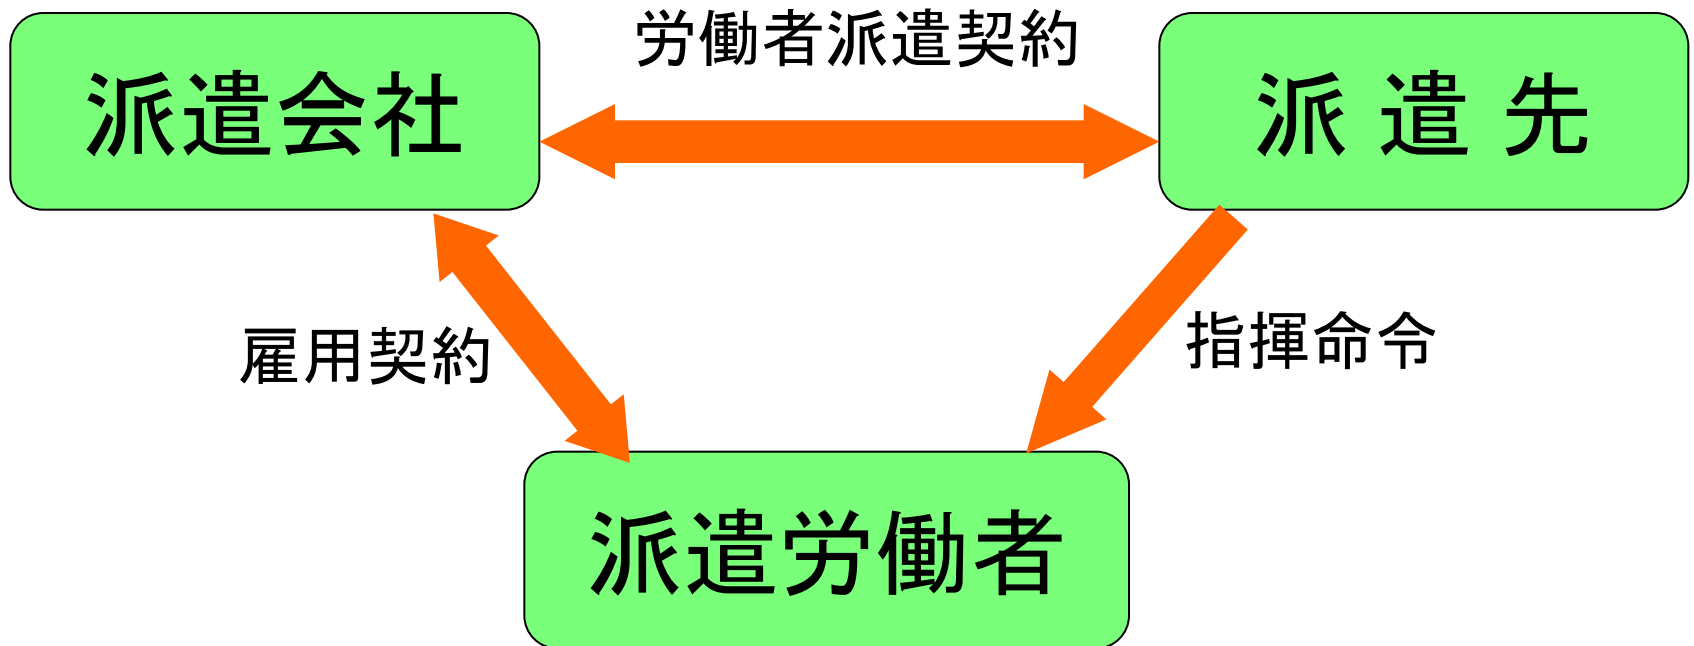 労働者派遣契約
派遣会社
派 遣 先
雇用契約
指揮命令
派遣労働者